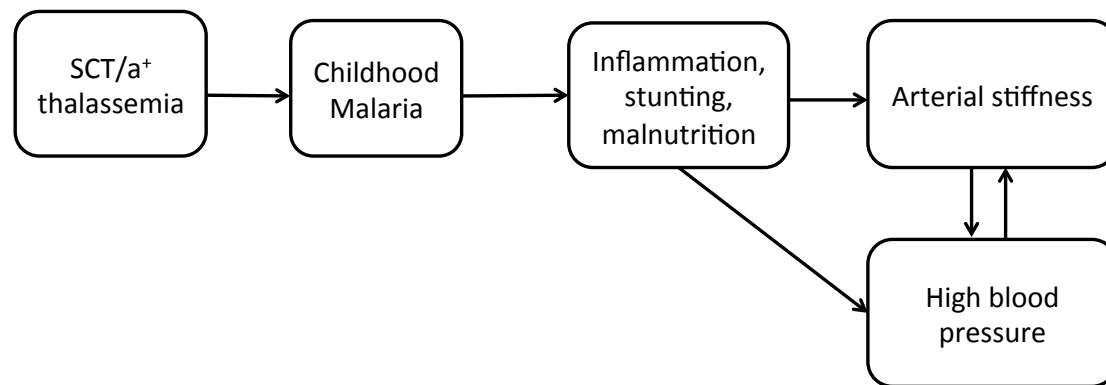 SCT/a⁺
thalassemia
Childhood
Malaria
Inflammation,
stunting,
malnutrition
Arterial stiffness
High blood
pressure